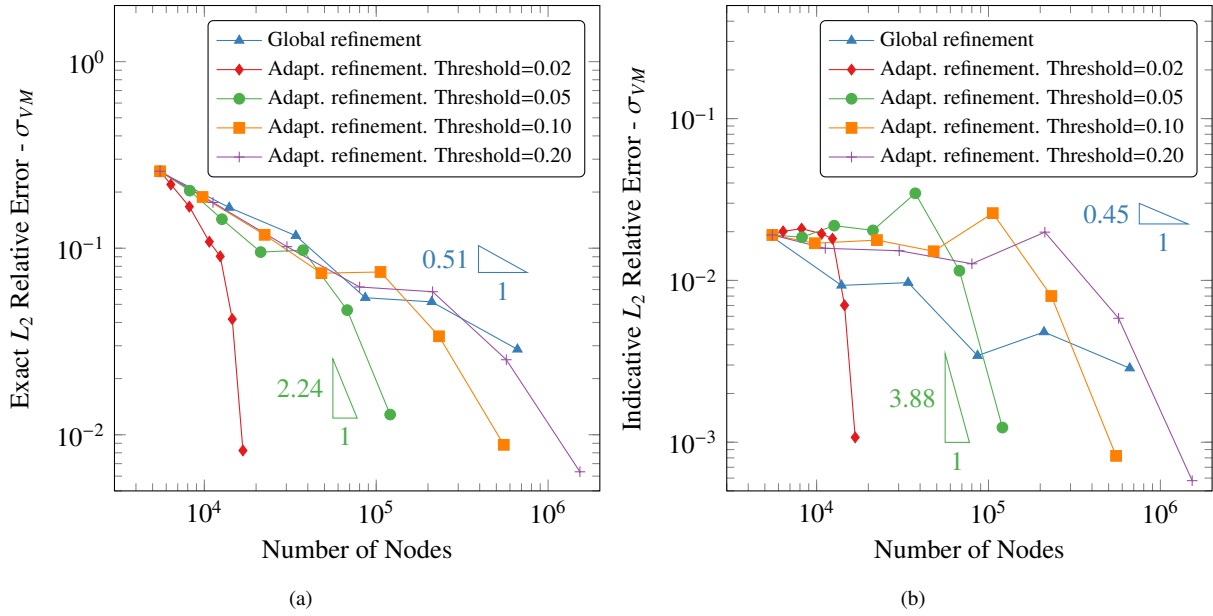 Exact L2 Relative Error - σVM
10^0
10^-1
10^-2
Global refinement
Adapt. refinement. Threshold=0.02
Adapt. refinement. Threshold=0.05
Adapt. refinement. Threshold=0.10
Adapt. refinement. Threshold=0.20
0.51
1
2.24
1
10^4
10^5
10^6
Number of Nodes
(a)
Indicative L2 Relative Error - σVM
10^-1
10^-2
10^-3
Global refinement
Adapt. refinement. Threshold=0.02
Adapt. refinement. Threshold=0.05
Adapt. refinement. Threshold=0.10
Adapt. refinement. Threshold=0.20
0.45
1
3.88
1
10^4
10^5
10^6
Number of Nodes
(b)